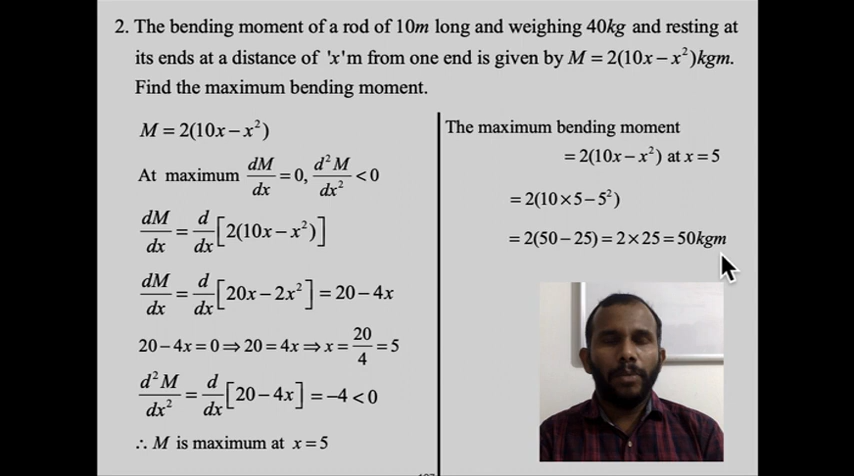 2. The bending moment of a rod of 10m long and weighing 40kg and resting at
its ends at a distance of 'x'm from one end is given by M = 2(10x − x²)kgm.
Find the maximum bending moment.
M = 2(10x − x²)
At maximum dM/dx = 0, d²M/dx² < 0
dM/dx = d/dx[2(10x − x²)]
dM/dx = d/dx[20x − 2x²] = 20 − 4x
20 − 4x = 0 ⇒ 20 = 4x ⇒ x = 20/4 = 5
d²M/dx² = d/dx[20 − 4x] = −4 < 0
∴ M is maximum at x = 5
The maximum bending moment
= 2(10x − x²) at x = 5
= 2(10×5 − 5²)
= 2(50 − 25) = 2 × 25 = 50kgm